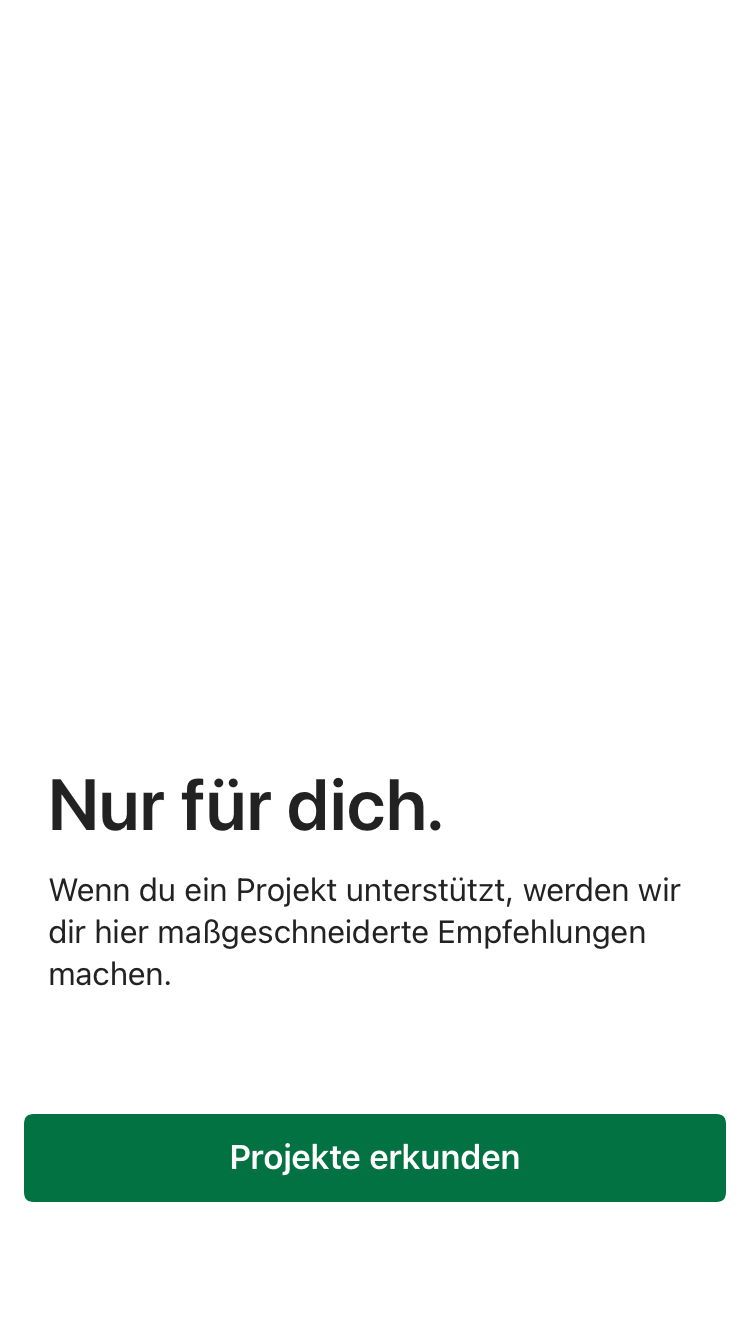 Nur für dich.
Wenn du ein Projekt unterstützt, werden wir
dir hier maßgeschneiderte Empfehlungen
machen.
Projekte erkunden